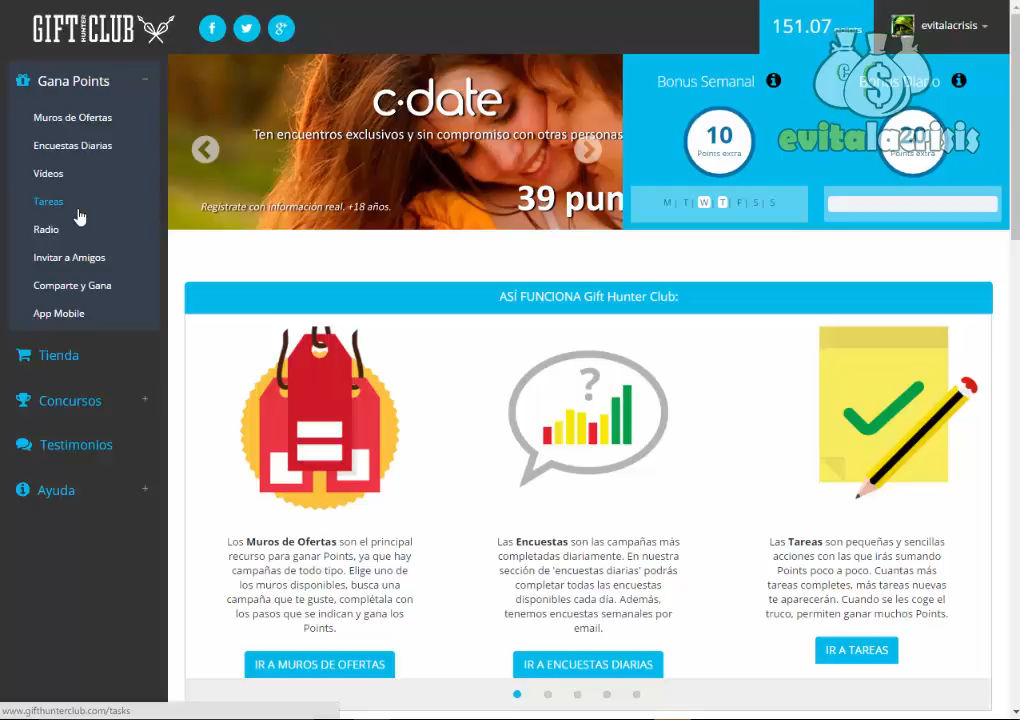 GIFT HUNTER CLUB
f
g+
151.07 points
evitalacrisis
Gana Points
Muros de Ofertas
Encuestas Diarias
Vídeos
Tareas
Radio
Invitar a Amigos
Comparte y Gana
App Mobile
Tienda
Concursos
Testimonios
Ayuda
c·date
Ten encuentros exclusivos y sin compromiso con otras personas
39 pun
Regístrate con información real. +18 años.
Bonus Semanal
Bonus Diario
10
Points extra
20
Points extra
M| T| W| T| F| S| S
€ $
evitalacrisis
ASÍ FUNCIONA Gift Hunter Club:
?
Los Muros de Ofertas son el principal
recurso para ganar Points, ya que hay
campañas de todo tipo. Elige uno de
los muros disponibles, busca una
campaña que te guste, complétala con
los pasos que se indican y gana los
Points.
IR A MUROS DE OFERTAS
Las Encuestas son las campañas más
completadas diariamente. En nuestra
sección de 'encuestas diarias' podrás
completar todas las encuestas
disponibles cada día. Además,
tenemos encuestas semanales por
email.
IR A ENCUESTAS DIARIAS
Las Tareas son pequeñas y sencillas
acciones con las que irás sumando
Points poco a poco. Cuantas más
tareas completes, más tareas nuevas
te aparecerán. Cuando se les coge el
truco, permiten ganar muchos Points.
IR A TAREAS
www.gifthunterclub.com/tasks